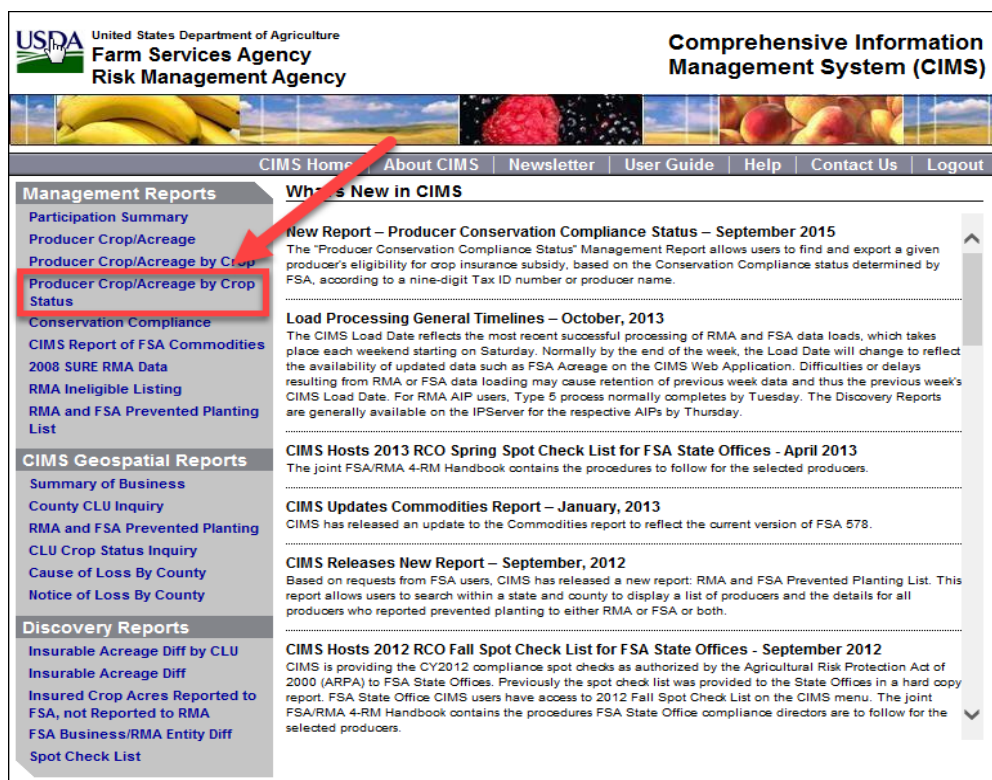 USDA
United States Department of Agriculture
Farm Services Agency
Risk Management Agency
Comprehensive Information
Management System (CIMS)
CIMS Home | About CIMS | Newsletter | User Guide | Help | Contact Us | Logout
Management Reports
Participation Summary
Producer Crop/Acreage
Producer Crop/Acreage by Crop
Producer Crop/Acreage by Crop
Status
Conservation Compliance
CIMS Report of FSA Commodities
2008 SURE RMA Data
RMA Ineligible Listing
RMA and FSA Prevented Planting
List
CIMS Geospatial Reports
Summary of Business
County CLU Inquiry
RMA and FSA Prevented Planting
CLU Crop Status Inquiry
Cause of Loss By County
Notice of Loss By County
Discovery Reports
Insurable Acreage Diff by CLU
Insurable Acreage Diff
Insured Crop Acres Reported to
FSA, not Reported to RMA
FSA Business/RMA Entity Diff
Spot Check List
What's New in CIMS
New Report – Producer Conservation Compliance Status – September 2015
The "Producer Conservation Compliance Status" Management Report allows users to find and export a given
producer's eligibility for crop insurance subsidy, based on the Conservation Compliance status determined by
FSA, according to a nine-digit Tax ID number or producer name.
Load Processing General Timelines – October, 2013
The CIMS Load Date reflects the most recent successful processing of RMA and FSA data loads, which takes
place each weekend starting on Saturday. Normally by the end of the week, the Load Date will change to reflect
the availability of updated data such as FSA Acreage on the CIMS Web Application. Difficulties or delays
resulting from RMA or FSA data loading may cause retention of previous week data and thus the previous week's
CIMS Load Date. For RMA AIP users, Type 5 process normally completes by Tuesday. The Discovery Reports
are generally available on the IPServer for the respective AIPs by Thursday.
CIMS Hosts 2013 RCO Spring Spot Check List for FSA State Offices - April 2013
The joint FSA/RMA 4-RM Handbook contains the procedures to follow for the selected producers.
CIMS Updates Commodities Report – January, 2013
CIMS has released an update to the Commodities report to reflect the current version of FSA 578.
CIMS Releases New Report – September, 2012
Based on requests from FSA users, CIMS has released a new report: RMA and FSA Prevented Planting List. This
report allows users to search within a state and county to display a list of producers and the details for all
producers who reported prevented planting to either RMA or FSA or both.
CIMS Hosts 2012 RCO Fall Spot Check List for FSA State Offices - September 2012
CIMS is providing the CY2012 compliance spot checks as authorized by the Agricultural Risk Protection Act of
2000 (ARPA) to FSA State Offices. Previously the spot check list was provided to the State Offices in a hard copy
report. FSA State Office CIMS users have access to 2012 Fall Spot Check List on the CIMS menu. The joint
FSA/RMA 4-RM Handbook contains the procedures FSA State Office compliance directors are to follow for the
selected producers.